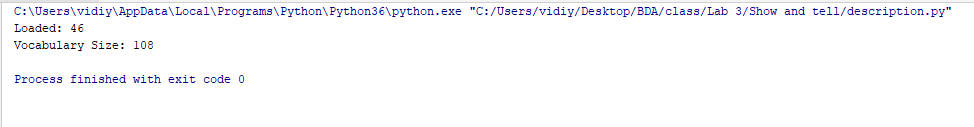 C:\Users\vidiy\AppData\Local\Programs\Python\Python36\python.exe "C:/Users/vidiy/Desktop/BDA/class/Lab 3/Show and tell/description.py"
Loaded: 46
Vocabulary Size: 108
Process finished with exit code 0